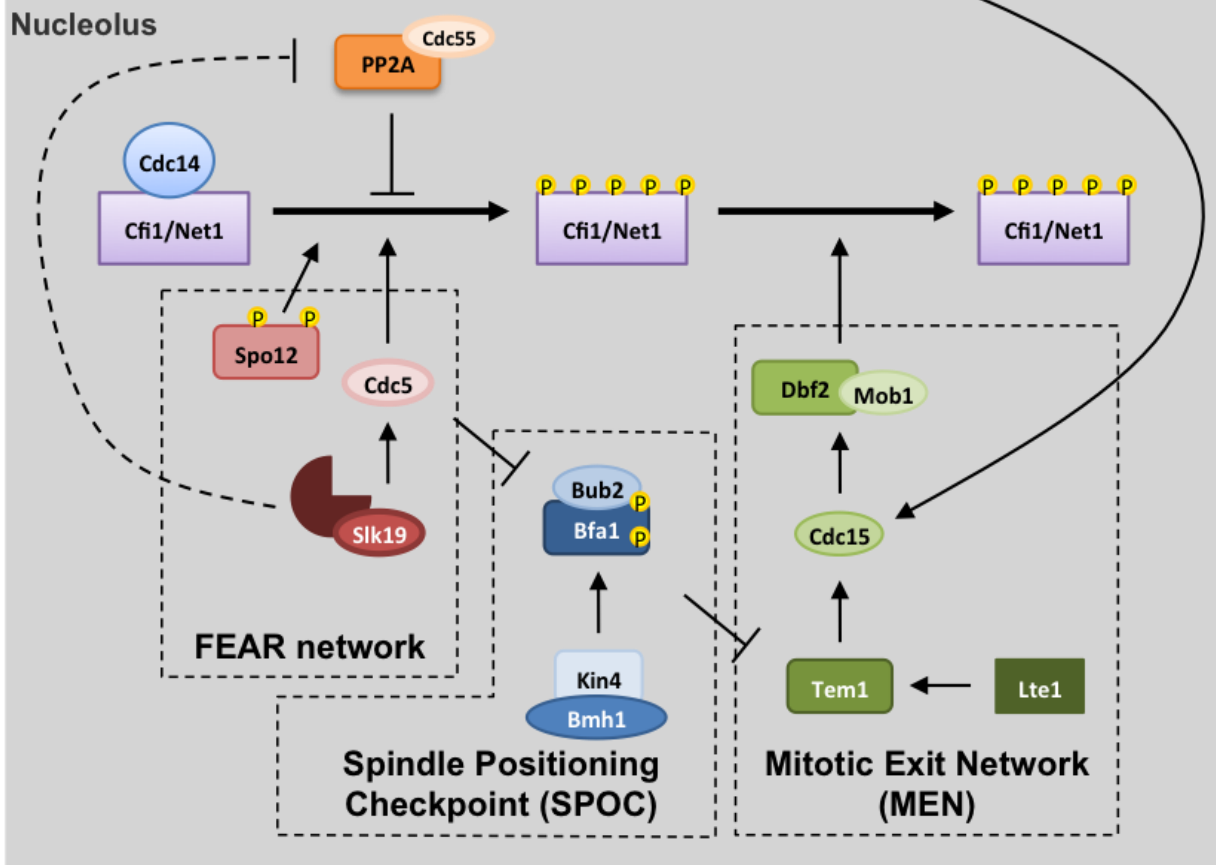 Nucleolus
Cdc55
PP2A
Cdc14
Cfi1/Net1
P P P P P
Cfi1/Net1
P P P P P
Cfi1/Net1
P P
Spo12
Cdc5
Slk19
FEAR network
Bub2
P
Bfa1
P
Kin4
Bmh1
Spindle Positioning
Checkpoint (SPOC)
Dbf2
Mob1
Cdc15
Tem1
Lte1
Mitotic Exit Network
(MEN)